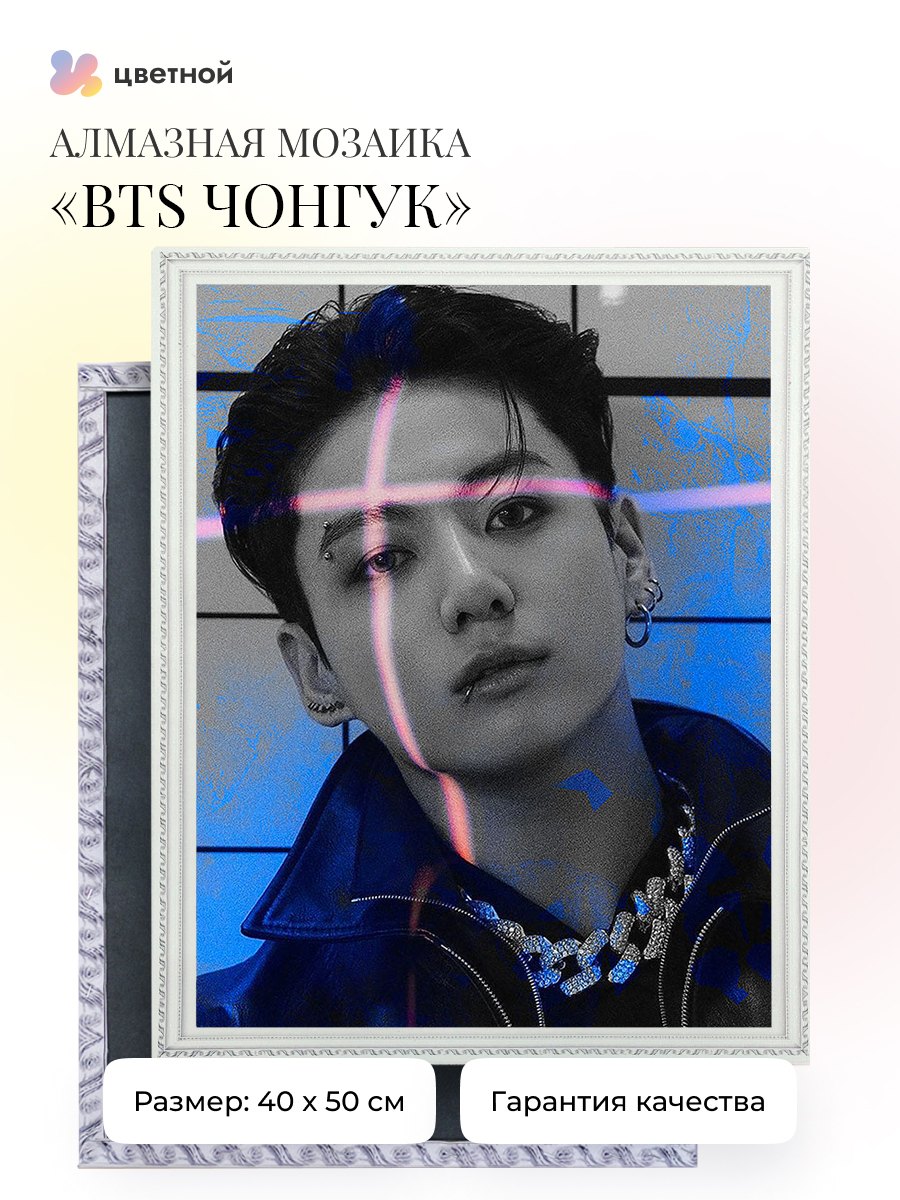 цветной
АЛМАЗНАЯ МОЗАИКА
«BTS ЧОНГУК»
Размер: 40 x 50 см
Гарантия качества